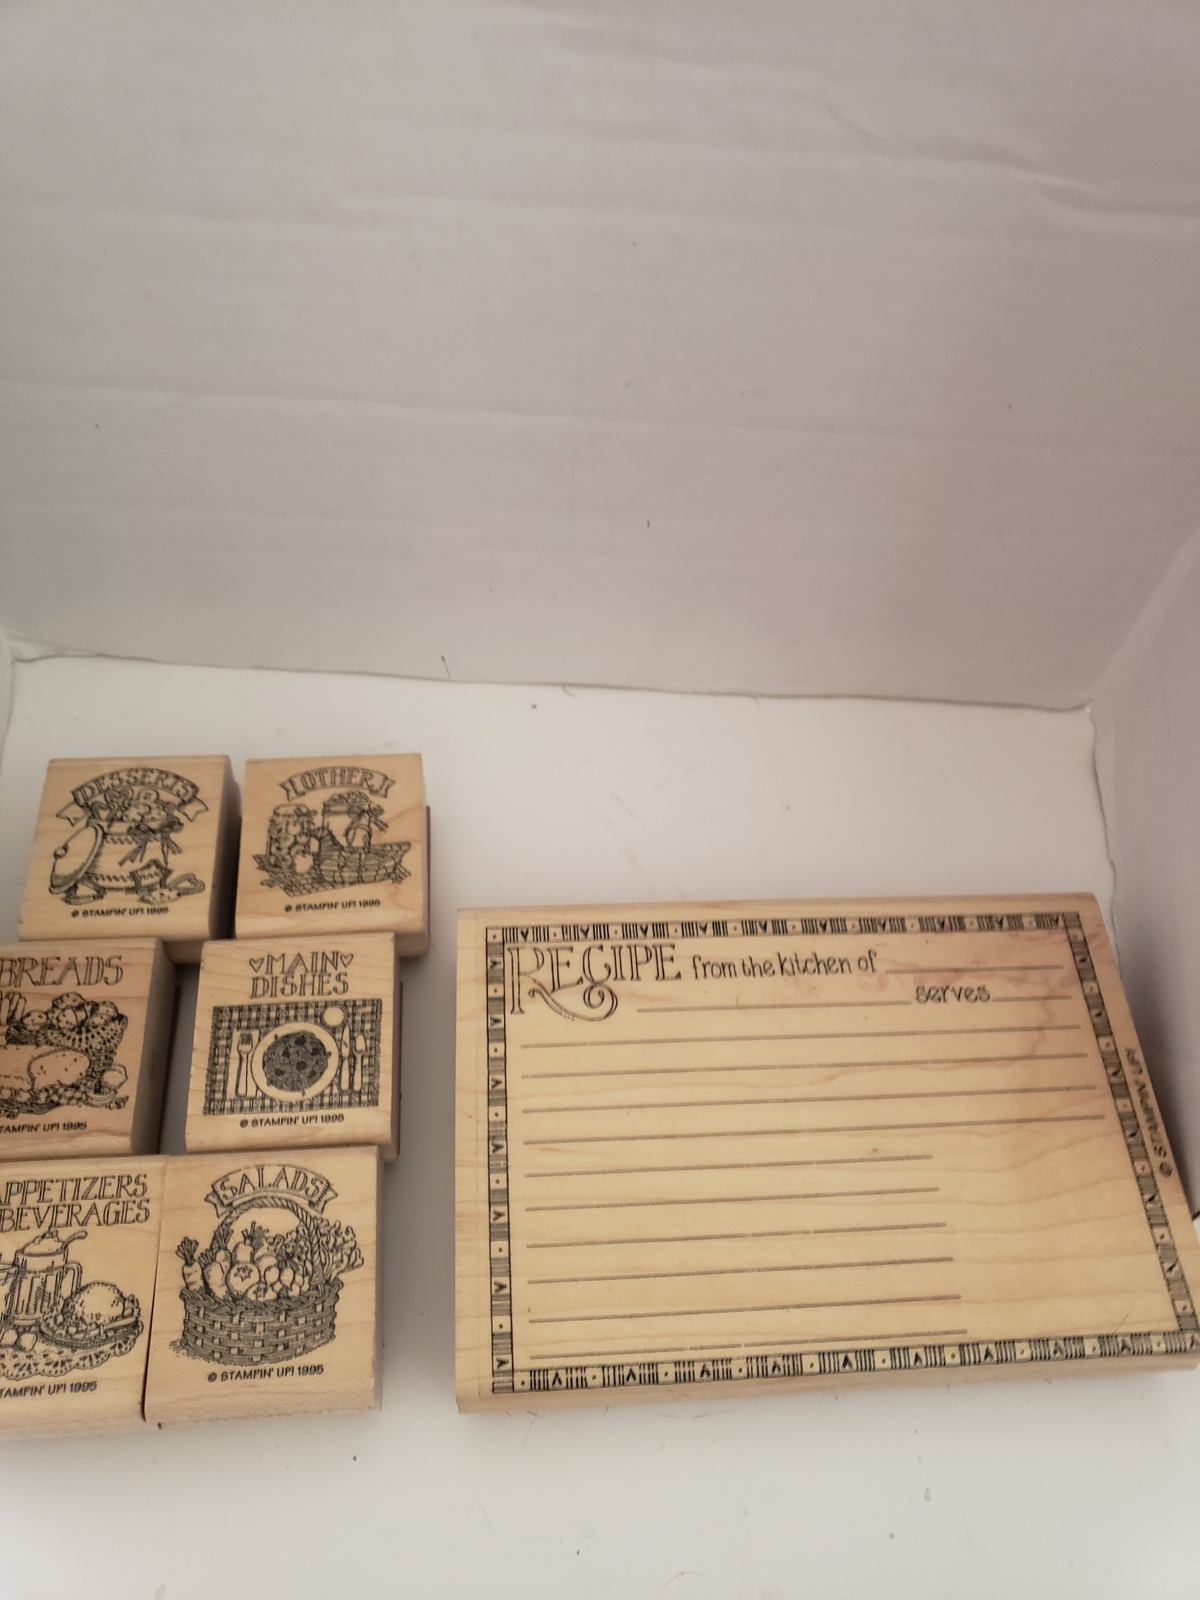 DESSERTS
© STAMPIN' UP! 1995
OTHER
© STAMPIN' UP! 1995
BREADS
STAMPIN' UP! 1995
♡MAIN♡
DISHES
© STAMPIN' UP! 1995
APPETIZERS
BEVERAGES
STAMPIN' UP! 1995
SALADS
© STAMPIN' UP! 1995
RECIPE from the kitchen of
serves
© STAMPIN' UP!